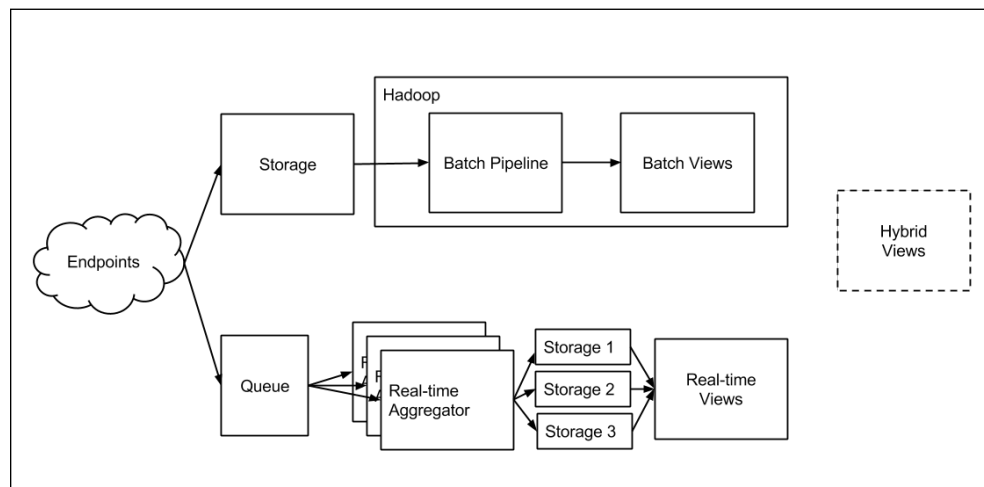 Hadoop
Storage
Batch Pipeline
Batch Views
Endpoints
Hybrid
Views
Queue
Real-time
Aggregator
Storage 1
Storage 2
Storage 3
Real-time
Views